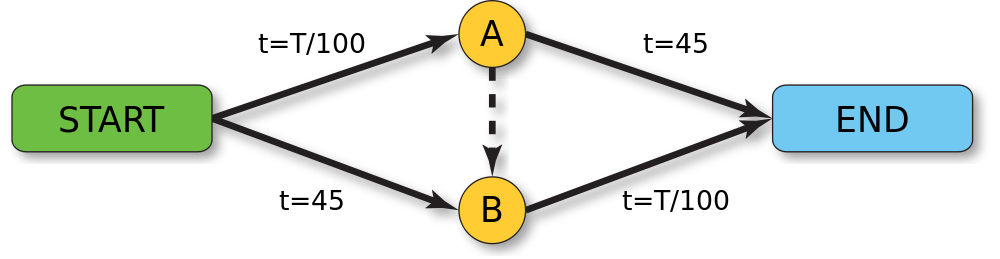 A
t=T/100
t=45
START
END
t=45
B
t=T/100